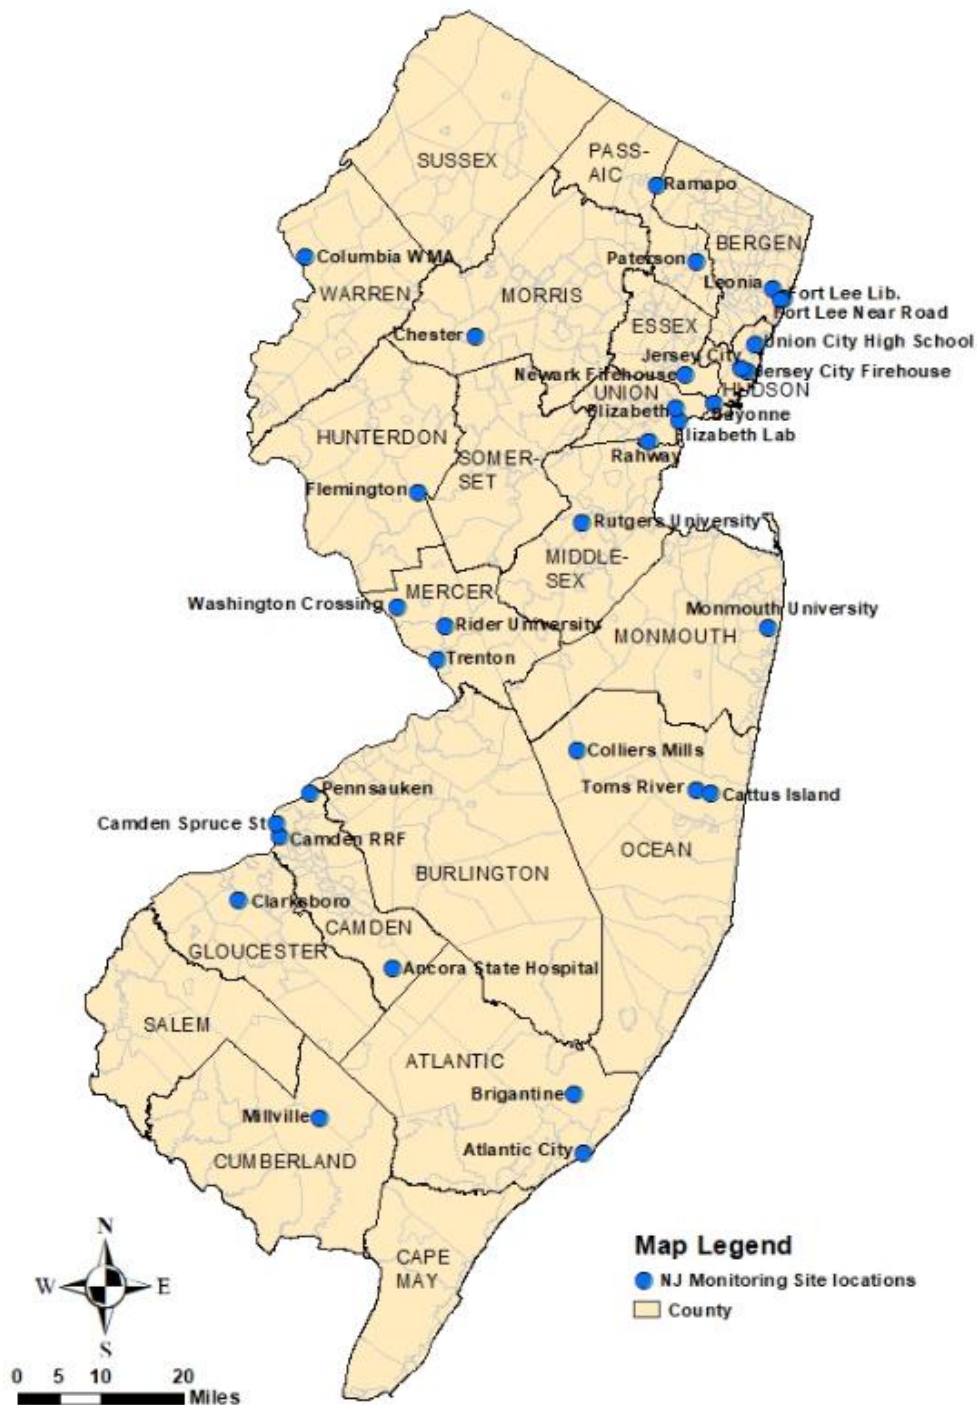 SUSSEX
PASS-
AIC
Ramapo
BERGEN
Columbia WMA
WARREN
Paterson
Leonia
Fort Lee Lib.
Fort Lee Near Road
MORRIS
ESSEX
Chester
Union City High School
Jersey City
Jersey City Firehouse
Newark Firehouse
HUDSON
UNION
Elizabeth
Bayonne
Elizabeth Lab
Rahway
HUNTERDON
SOMER-
SET
Flemington
Rutgers University
MIDDLE-
SEX
MERCER
Washington Crossing
Rider University
Monmouth University
MONMOUTH
Trenton
Colliers Mills
Toms River
Cattus Island
Pennsauken
Camden Spruce St
Camden RRF
OCEAN
BURLINGTON
Clarksboro
CAMDEN
GLOUCESTER
Ancora State Hospital
SALEM
ATLANTIC
Brigantine
Millville
Atlantic City
CUMBERLAND
CAPE
MAY
N
W E
S
0 5 10 20
Miles
Map Legend
NJ Monitoring Site locations
County